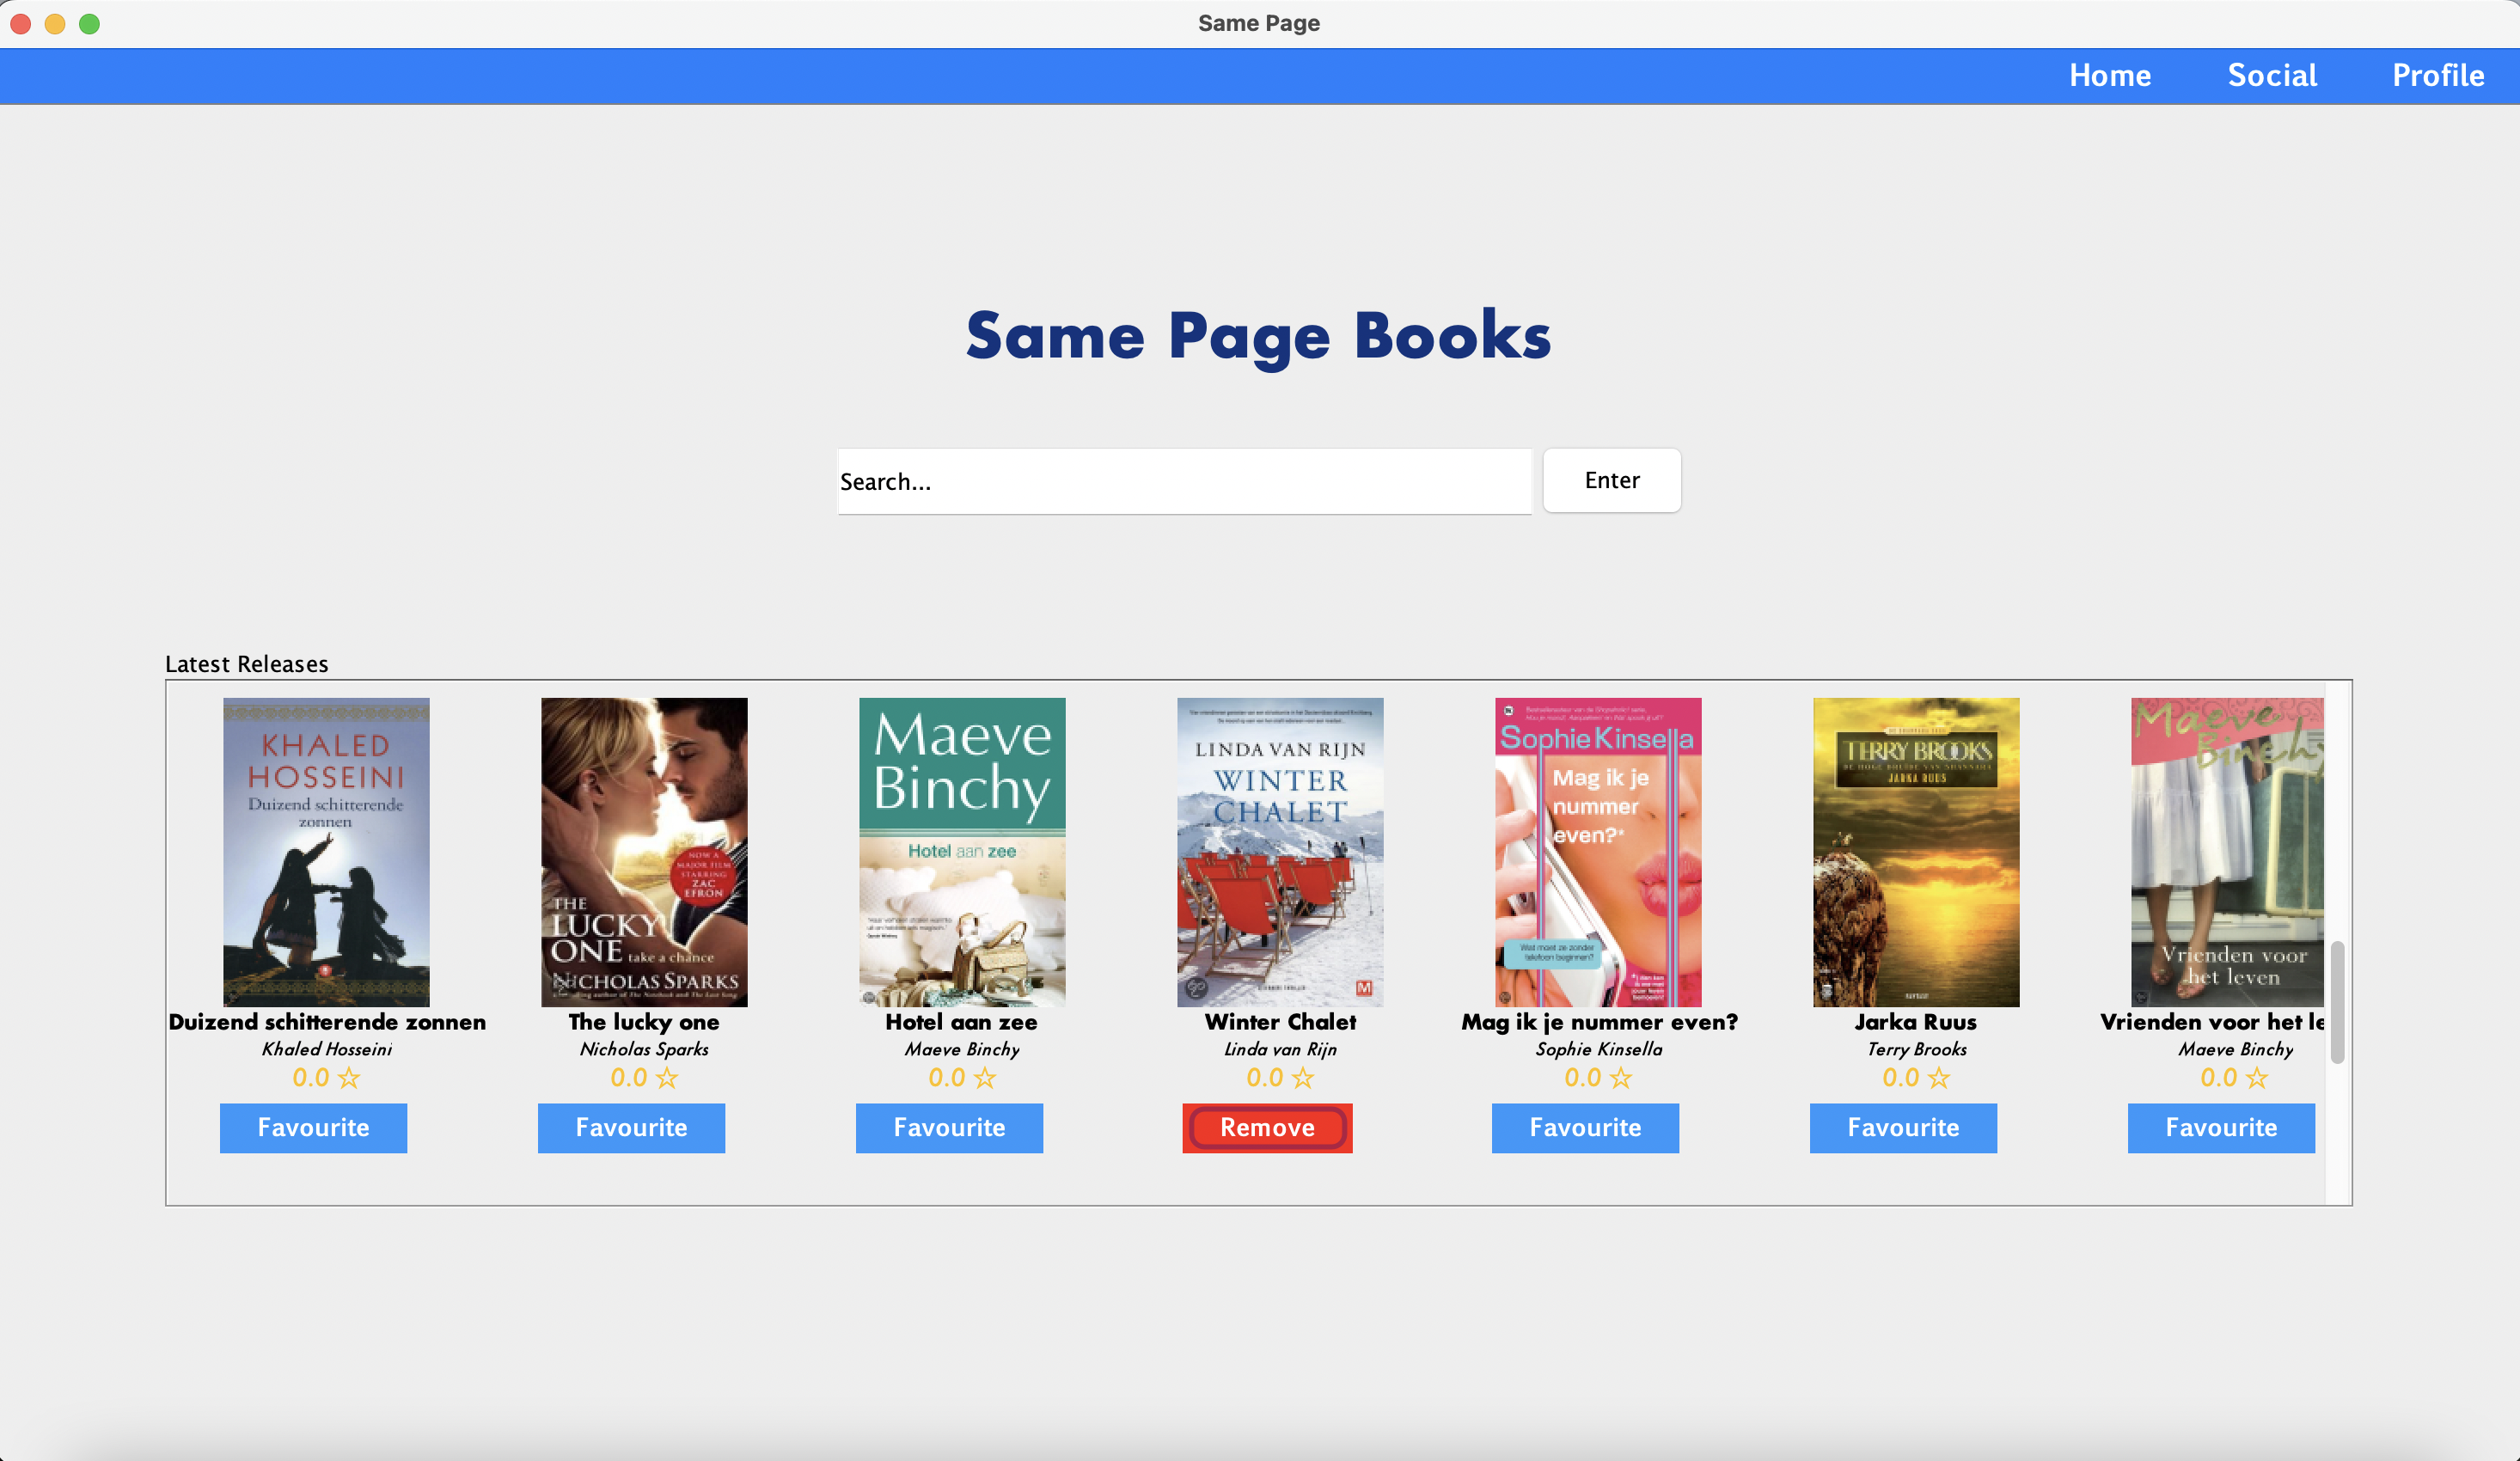 Same Page
Home Social Profile
Same Page Books
Search...
Enter
Latest Releases
KHALED
HOSSEINI
Duizend schitterende
zonnen
NOW A
MAJOR FILM
STARRING
ZAC
EFRON
THE
LUCKY
ONE take a chance
NICHOLAS SPARKS
Maeve
Binchy
Hotel aan zee
LINDA VAN RIJN
WINTER
CHALET
M
Sophie Kinsella
Mag ik je
nummer
even?*
Wat moet ze zonder
telefoon beginnen?
TERRY BROOKS
JARKA RUUS
Maeve
Binchy
Vrienden voor
het leven
Duizend schitterende zonnen
Khaled Hosseini
0.0 ☆
Favourite
The lucky one
Nicholas Sparks
0.0 ☆
Favourite
Hotel aan zee
Maeve Binchy
0.0 ☆
Favourite
Winter Chalet
Linda van Rijn
0.0 ☆
Remove
Mag ik je nummer even?
Sophie Kinsella
0.0 ☆
Favourite
Jarka Ruus
Terry Brooks
0.0 ☆
Favourite
Vrienden voor het le
Maeve Binchy
0.0 ☆
Favourite